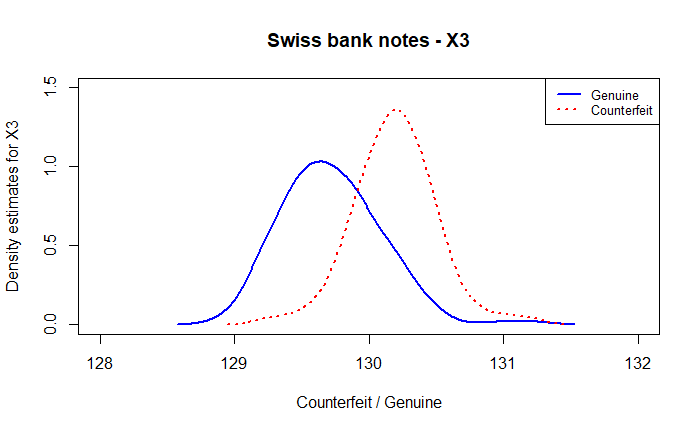 Swiss bank notes - X3
Genuine
Counterfeit
Density estimates for X3
1.5
1.0
0.5
0.0
128 129 130 131 132
Counterfeit / Genuine